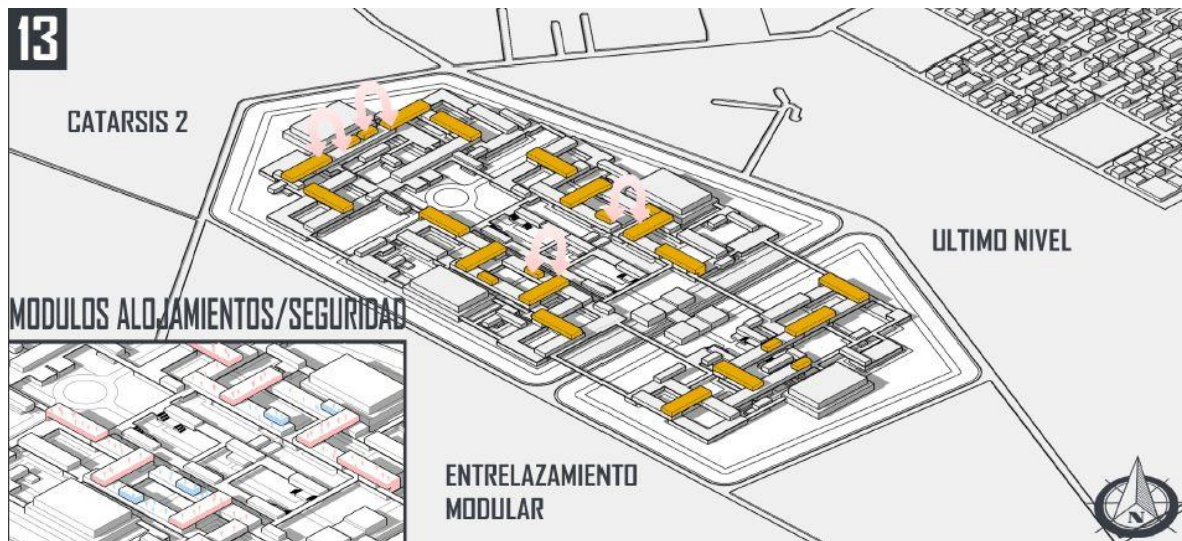 13
CATARSIS 2
ULTIMO NIVEL
MODULOS ALOJAMIENTOS/SEGURIDAD
ENTRELAZAMIENTO
MODULAR
N